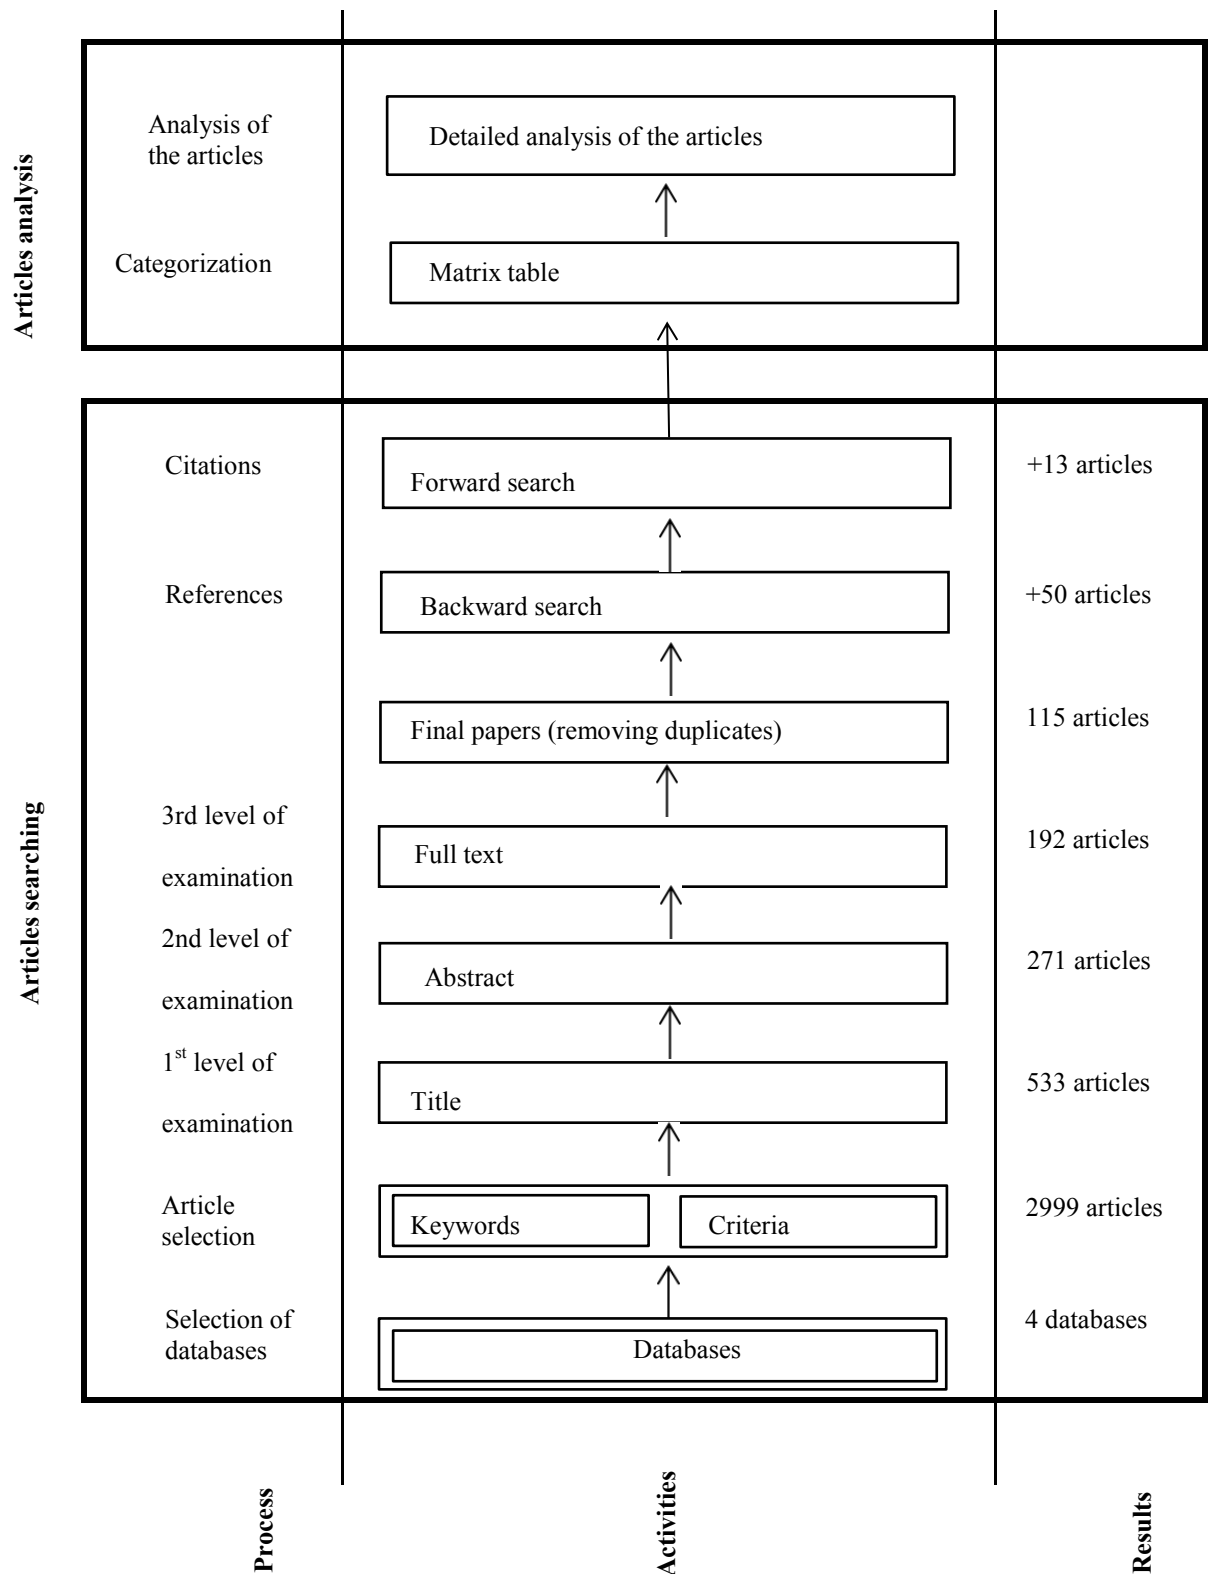 Articles analysis
Analysis of
the articles
Detailed analysis of the articles
Categorization
Matrix table
Articles searching
Citations
Forward search
+13 articles
References
Backward search
+50 articles
Final papers (removing duplicates)
115 articles
3rd level of
examination
Full text
192 articles
2nd level of
examination
Abstract
271 articles
1st level of
examination
Title
533 articles
Article
selection
Keywords
Criteria
2999 articles
Selection of
databases
Databases
4 databases
Process
Activities
Results